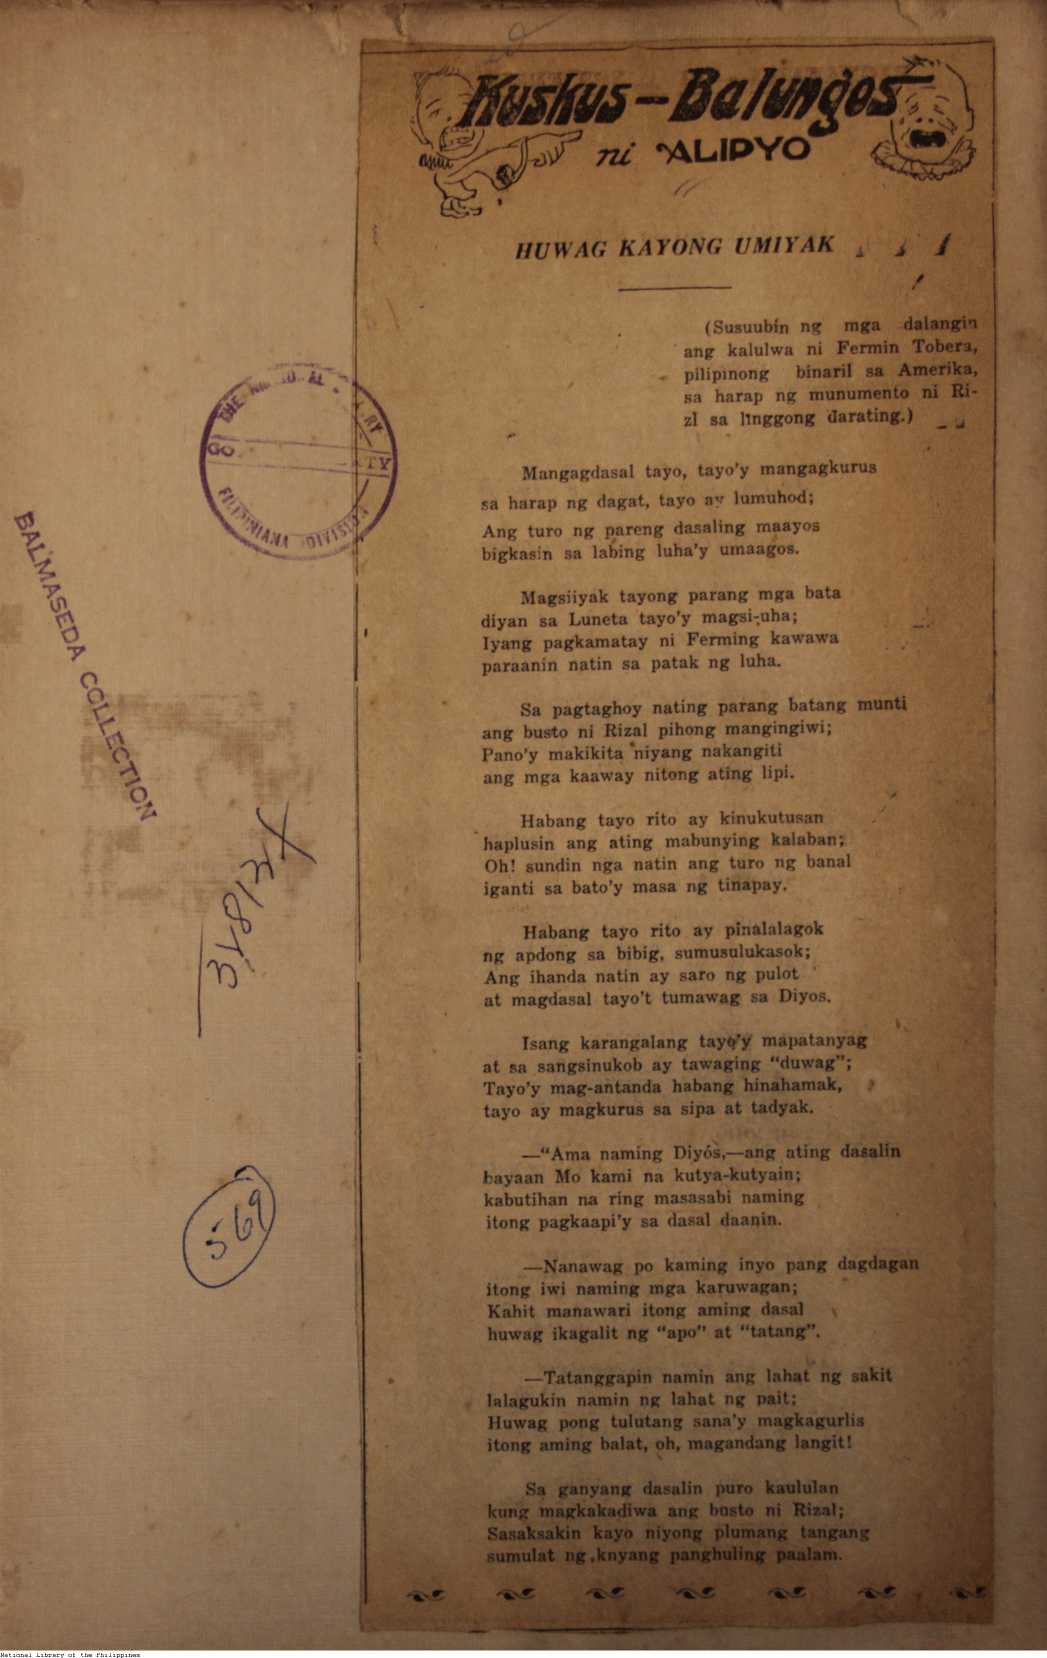 Kuskus-Balungos
ni ALIPYO
HUWAG KAYONG UMIYAK
(Susuubin ng mga dalangin
ang kalulwa ni Fermin Tobera,
pilipinong binaril sa Amerika,
sa harap ng munumento ni Ri-
zl sa linggong darating.)
Mangagdasal tayo, tayo'y mangagkurus
sa harap ng dagat, tayo ay lumuhod;
Ang turo ng pareng dasaling maayos
bigkasin sa labing luha'y umaagos.
Magsiiyak tayong parang mga bata
diyan sa Luneta tayo'y magsi-uha;
Iyang pagkamatay ni Ferming kawawa
paraanin natin sa patak ng luha.
Sa pagtaghoy nating parang batang munti
ang busto ni Rizal pihong mangingiwi;
Pano'y makikita niyang nakangiti
ang mga kaaway nitong ating lipi.
Habang tayo rito ay kinukutusan
haplusin ang ating mabunying kalaban;
Oh! sundin nga natin ang turo ng banal
iganti sa bato'y masa ng tinapay.
Habang tayo rito ay pinalalagok
ng apdong sa bibig, sumusulukasok;
Ang ihanda natin ay saro ng pulot
at magdasal tayo't tumawag sa Diyos.
Isang karangalang tayo'y mapatanyag
at sa sangsinukob ay tawaging "duwag";
Tayo'y mag-antanda habang hinahamak,
tayo ay magkurus sa sipa at tadyak.
—"Ama naming Diyós,—ang ating dasalin
bayaan Mo kami na kutya-kutyain;
kabutihan na ring masasabi naming
itong pagkaapi'y sa dasal daanin.
—Nanawag po kaming inyo pang dagdagan
itong iwi naming mga karuwagan;
Kahit manawari itong aming dasal
huwag ikagalit ng "apo" at "tatang".
—Tatanggapin namin ang lahat ng sakit
lalagukin namin ng lahat ng pait;
Huwag pong tulutang sana'y magkagurlis
itong aming balat, oh, magandang langit!
Sa ganyang dasalin puro kaululan
kung magkakadiwa ang busto ni Rizal;
Sasaksakin kayo niyong plumang tangang
sumulat ng knyang panghuling paalam.
THE
FILIPINIANA DIVISION
BALMASEDA COLLECTION
569
National Library of the Philippines